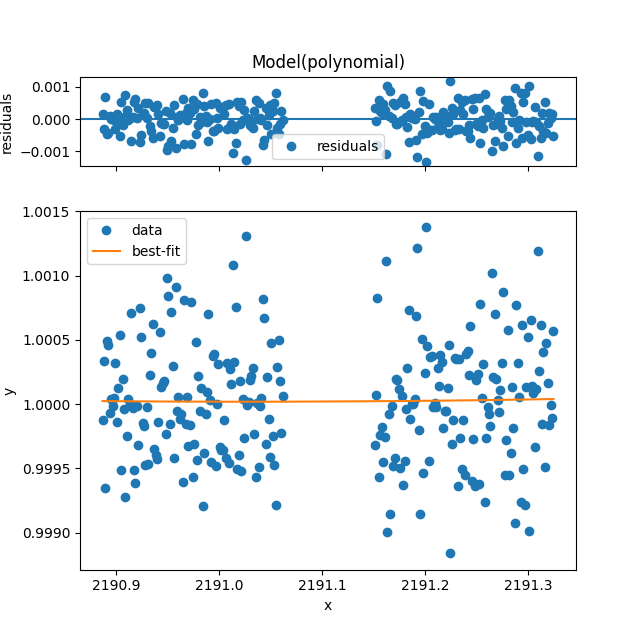 Model(polynomial)
0.001
0.000
−0.001
residuals
residuals
1.0015
1.0010
1.0005
1.0000
0.9995
0.9990
y
data
best-fit
2190.9
2191.0
2191.1
2191.2
2191.3
x